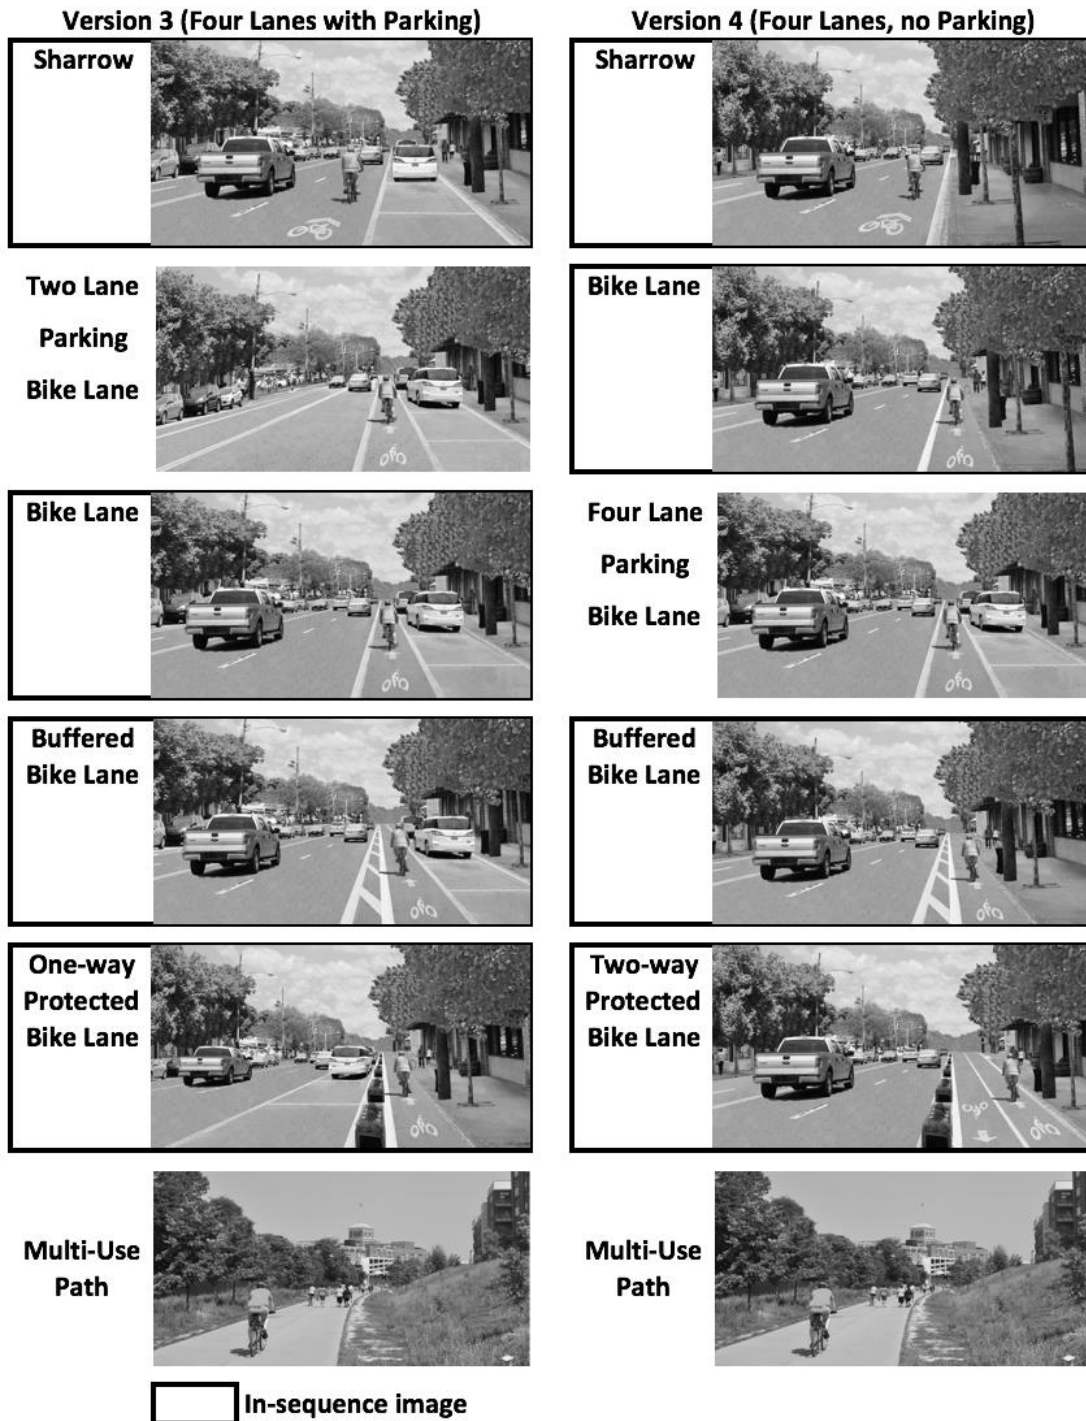 Version 3 (Four Lanes with Parking)
Sharrow
Two Lane
Parking
Bike Lane
Bike Lane
Buffered
Bike Lane
One-way
Protected
Bike Lane
Multi-Use
Path
In-sequence image
Version 4 (Four Lanes, no Parking)
Sharrow
Bike Lane
Four Lane
Parking
Bike Lane
Buffered
Bike Lane
Two-way
Protected
Bike Lane
Multi-Use
Path